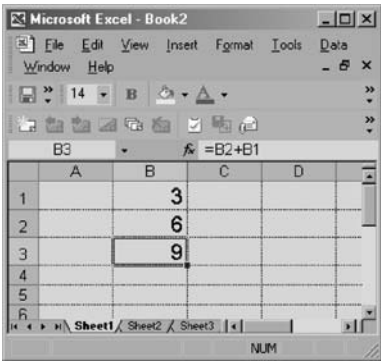 Microsoft Excel - Book2
File Edit View Insert Format Tools Data
Window Help
14 B A
B3 fx =B2+B1
A B C D
1 3
2 6
3 9
4
5
6
Sheet1 Sheet2 Sheet3
NUM